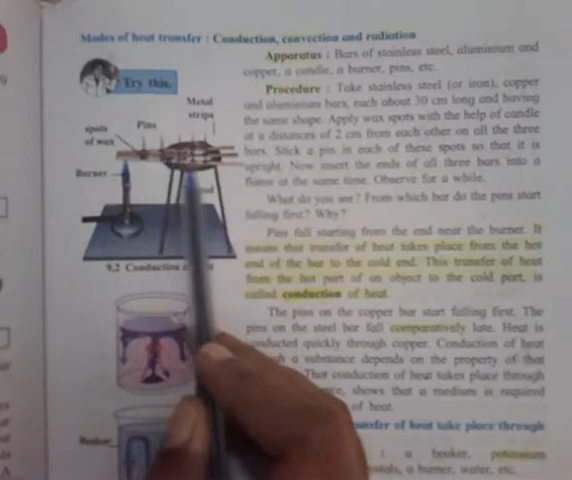 Modes of heat transfer : Conduction, convection and radiation
Try this.
Pins
Metal
strips
spots
of wax
Burner
9.2 Conduction
Apparatus : Bars of stainless steel, aluminium and
copper, a candle, a burner, pins, etc.
Procedure : Take stainless steel (or iron), copper
and aluminium bars, each about 30 cm long and having
the same shape. Apply wax spots with the help of candle
at a distances of 2 cm from each other on all the three
bars. Stick a pin in each of these spots so that it is
upright. Now insert the ends of all three bars into a
flame at the same time. Observe for a while.
What do you see? From which bar do the pins start
falling first? Why?
Pins fall starting from the end near the burner. It
means that transfer of heat takes place from the hot
end of the bar to the cold end. This transfer of heat
from the hot part of an object to the cold part, is
called conduction of heat.
The pins on the copper bar start falling first. The
pins on the steel bar fall comparatively late. Heat is
conducted quickly through copper. Conduction of heat
a substance depends on the property of that
That conduction of heat takes place through
shows that a medium is required
of heat.
of heat take place through
Beaker
: a beaker, potassium
a burner, water, etc.